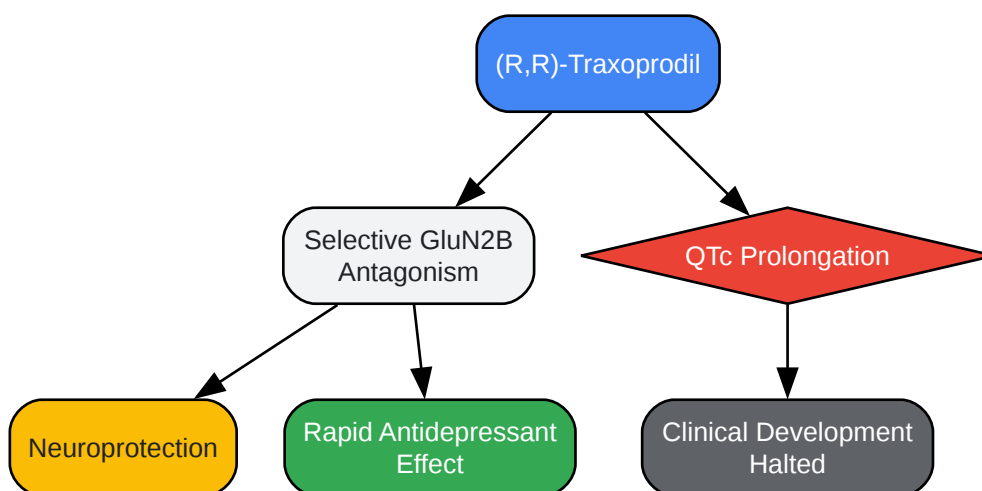 (R,R)-Traxoprodil
Selective GluN2B
Antagonism
QTc Prolongation
Neuroprotection
Rapid Antidepressant
Effect
Clinical Development
Halted